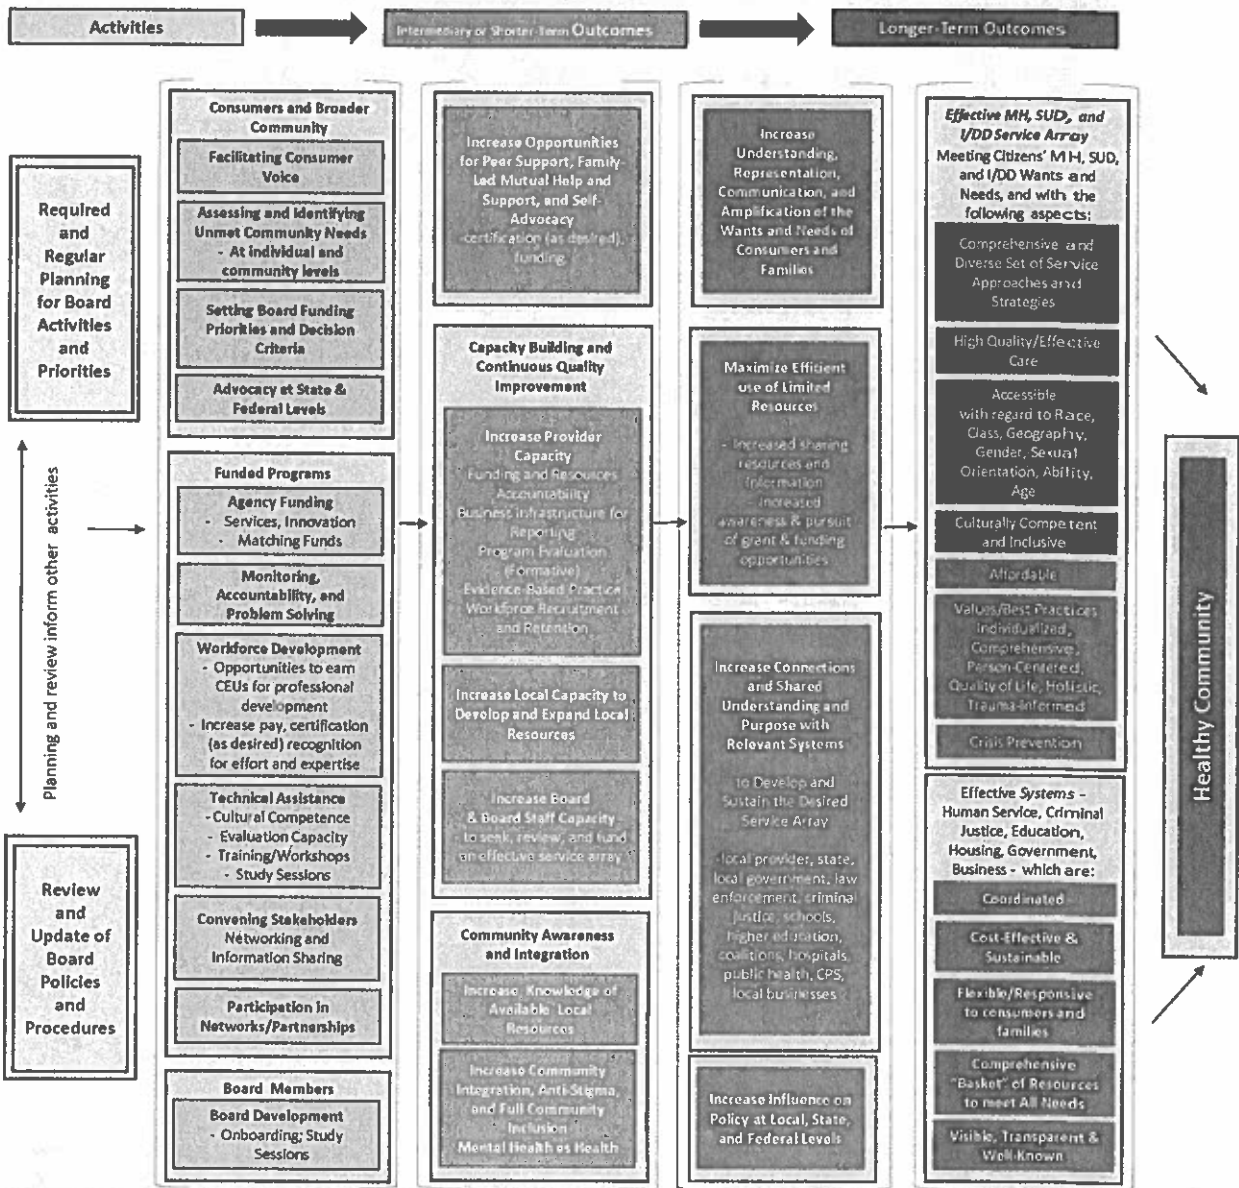 Activities
Intermediary or Shorter-Term Outcomes
Longer-Term Outcomes
Required
and
Regular
Planning
for Board
Activities
and
Priorities
Planning and review inform other activities
Review
and
Update of
Board
Policies
and
Procedures
Consumers and Broader
Community
Facilitating Consumer
Voice
Assessing and Identifying
Unmet Community Needs
- At individual and
community levels
Setting Board Funding
Priorities and Decision
Criteria
Advocacy at State &
Federal Levels
Funded Programs
Agency Funding
- Services, Innovation
- Matching Funds
Monitoring,
Accountability, and
Problem Solving
Workforce Development
- Opportunities to earn
CEUs for professional
development
- Increase pay, certification
(as desired) recognition
for effort and expertise
Technical Assistance
- Cultural Competence
- Evaluation Capacity
- Training/Workshops
- Study Sessions
Convening Stakeholders
Networking and
Information Sharing
Participation in
Networks/Partnerships
Board Members
Board Development
- Onboarding; Study
Sessions
Increase Opportunities
for Peer Support, Family-
Led Mutual Help and
Support, and Self-
Advocacy
-certification (as desired),
funding
Capacity Building and
Continuous Quality
Improvement
Increase Provider
Capacity
Funding and Resources
Accountability
Business Infrastructure for
Reporting
Program Evaluation
(Formative)
Evidence-Based Practice
Workforce Recruitment
and Retention
Increase Local Capacity to
Develop and Expand Local
Resources
Increase Board
& Board Staff Capacity
to seek, review, and fund
an effective service array
Community Awareness
and Integration
Increase Knowledge of
Available Local
Resources
Increase Community
Integration, Anti-Stigma,
and Full Community
Inclusion
Mental Health as Health
Increase
Understanding,
Representation,
Communication, and
Amplification of the
Wants and Needs of
Consumers and
Families
Maximize Efficient
use of Limited
Resources
- Increased sharing
resources and
Information
Increased
awareness & pursuit
of grant & funding
opportunities
Increase Connections
and Shared
Understanding and
Purpose with
Relevant Systems
to Develop and
Sustain the Desired
Service Array
-local provider, state,
local government, law
enforcement, criminal
justice, schools,
higher education,
coalitions, hospitals,
public health, CPS,
local businesses
Increase Influence on
Policy at Local, State,
and Federal Levels
Effective MH, SUD, and
I/DD Service Array
Meeting Citizens' MH, SUD,
and I/DD Wants and
Needs, and with the
following aspects:
Comprehensive and
Diverse Set of Service
Approaches and
Strategies
High Quality/Effective
Care
Accessible
with regard to Race,
Class, Geography,
Gender, Sexual
Orientation, Ability,
Age
Culturally Competent
and Inclusive
Affordable
Values/Best Practices
Individualized,
Comprehensive,
Person-Centered,
Quality of Life, Holistic,
Trauma-Informed
Crisis Prevention
Effective Systems -
Human Service, Criminal
Justice, Education,
Housing, Government,
Business - which are:
Coordinated
Cost-Effective &
Sustainable
Flexible/Responsive
to consumers and
families
Comprehensive
"Basket" of Resources
to meet All Needs
Visible, Transparent &
Well-Known
Healthy Community